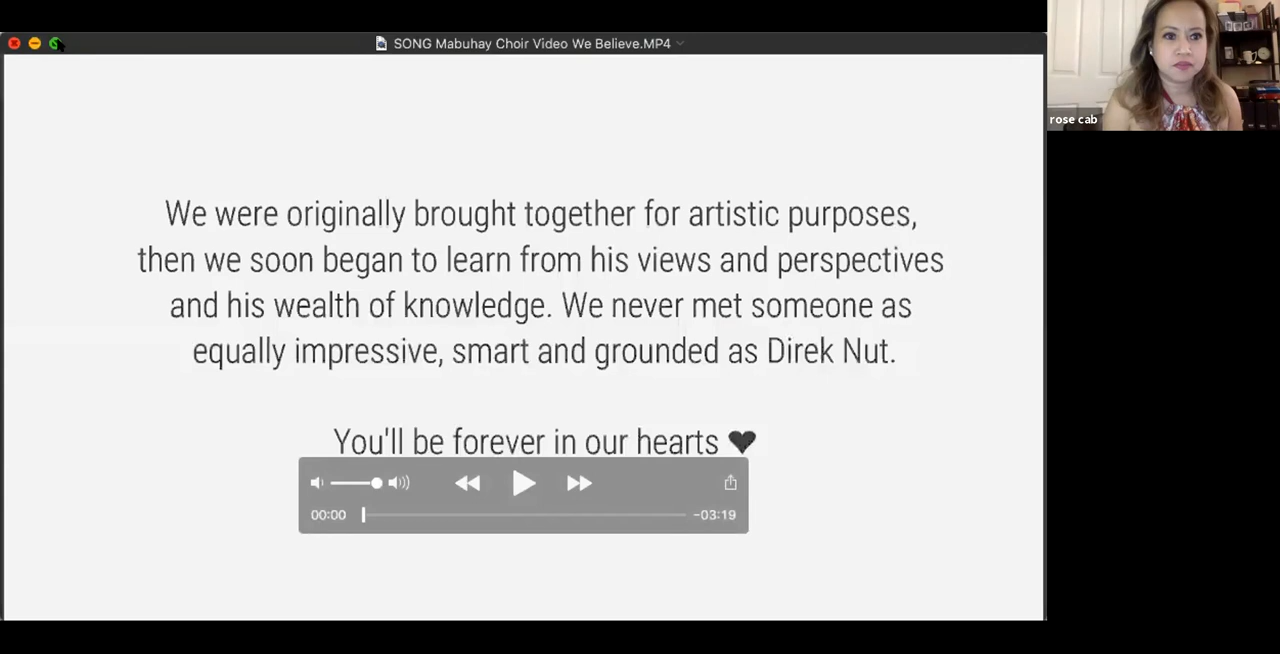 SONG Mabuhay Choir Video We Believe.MP4
rose cab
We were originally brought together for artistic purposes,
then we soon began to learn from his views and perspectives
and his wealth of knowledge. We never met someone as
equally impressive, smart and grounded as Direk Nut.
You'll be forever in our hearts ♥
00:00
-03:19